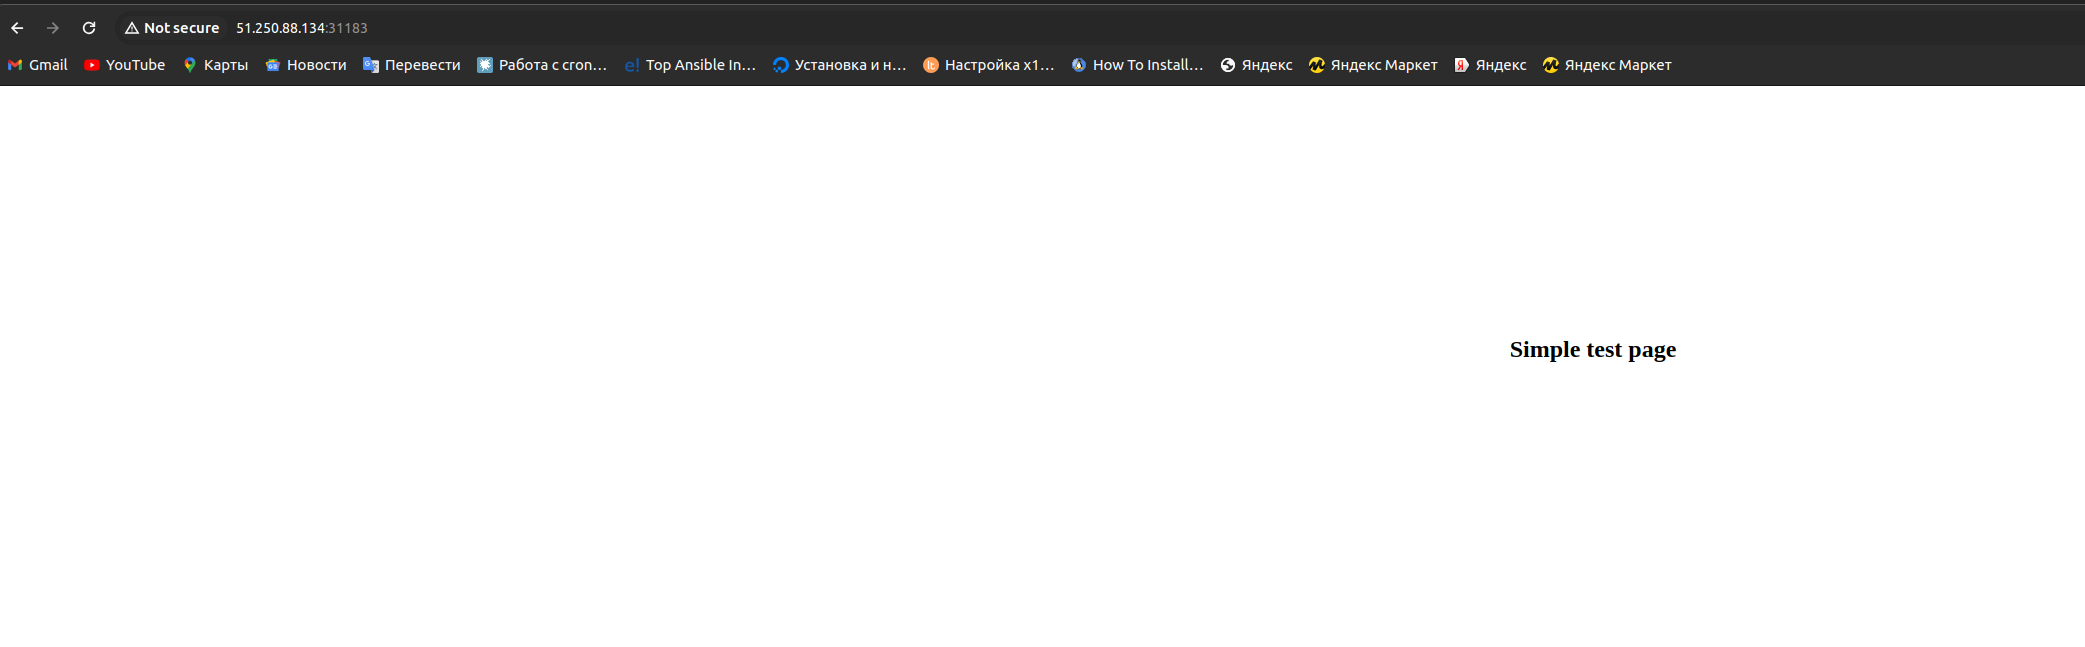 Not secure 51.250.88.134:31183
Gmail YouTube Карты Новости Перевести Работа с cron... Top Ansible In... Установка и н... Настройка x1... How To Install... Яндекс Яндекс Маркет Яндекс Яндекс Маркет
Simple test page